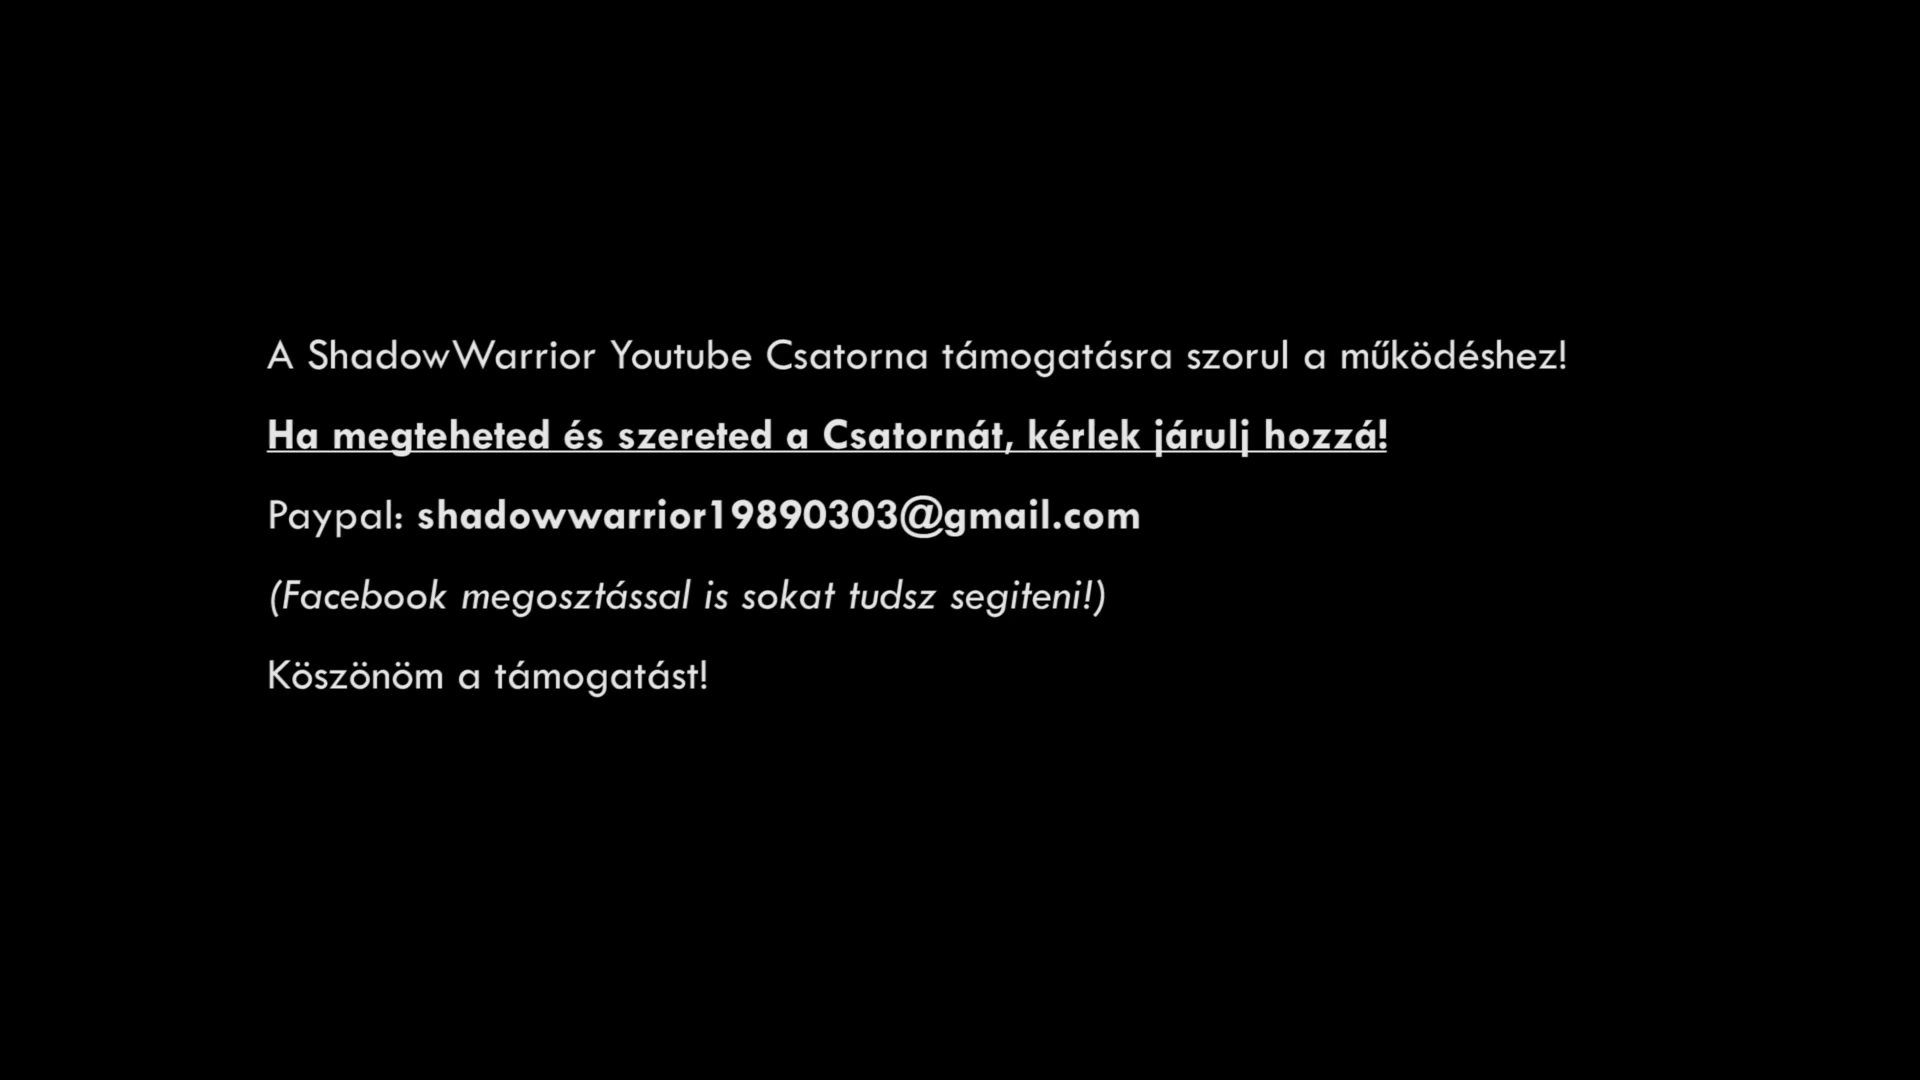 A ShadowWarrior Youtube Csatorna támogatásra szorul a működéshez!
Ha megteheted és szereted a Csatornát, kérlek járulj hozzá!
Paypal: shadowwarrior19890303@gmail.com
(Facebook megosztással is sokat tudsz segiteni!)
Köszönöm a támogatást!